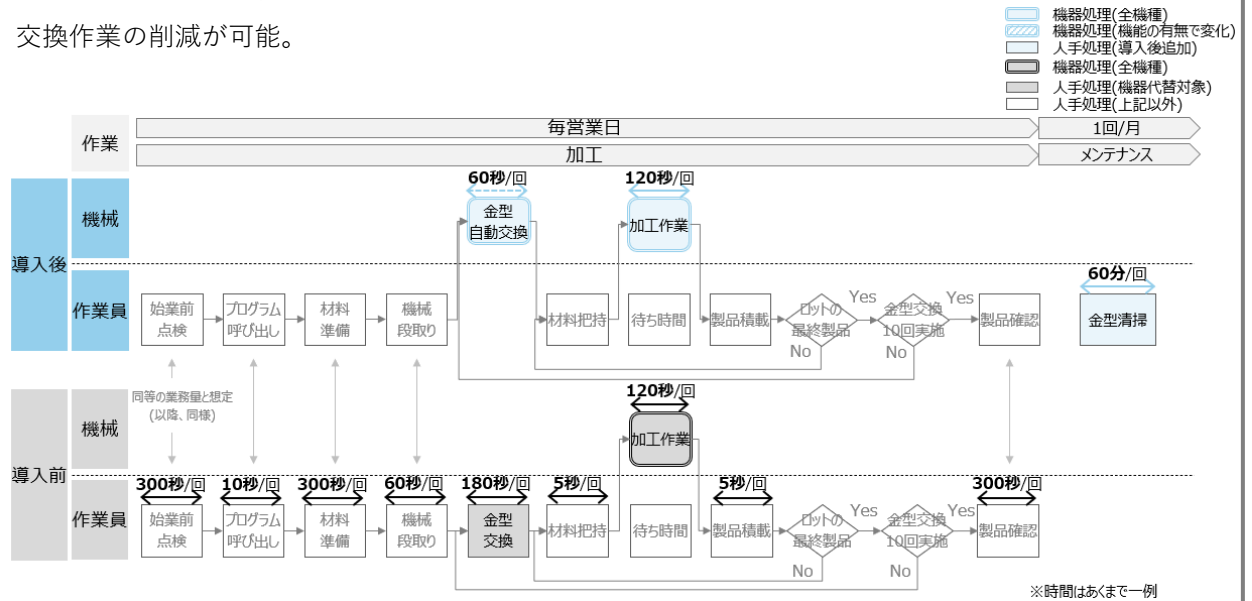 交換作業の削減が可能。
機器処理(全機種)
機器処理(機能の有無で変化)
人手処理(導入後追加)
機器処理(全機種)
人手処理(機器代替対象)
人手処理(上記以外)
作業
毎営業日
1回/月
加工
メンテナンス
導入後
機械
60秒/回
金型
自動交換
120秒/回
加工作業
作業員
始業前
点検
プログラム
呼び出し
材料
準備
機械
段取り
材料把持
待ち時間
製品積載
ロットの
最終製品
Yes
No
金型交換
10回実施
Yes
No
製品確認
60分/回
金型清掃
同等の業務量と想定
(以降、同様)
導入前
機械
120秒/回
加工作業
作業員
300秒/回
始業前
点検
10秒/回
プログラム
呼び出し
300秒/回
材料
準備
60秒/回
機械
段取り
180秒/回
金型
交換
5秒/回
材料把持
待ち時間
5秒/回
製品積載
ロットの
最終製品
Yes
No
金型交換
10回実施
Yes
No
300秒/回
製品確認
※時間はあくまで一例